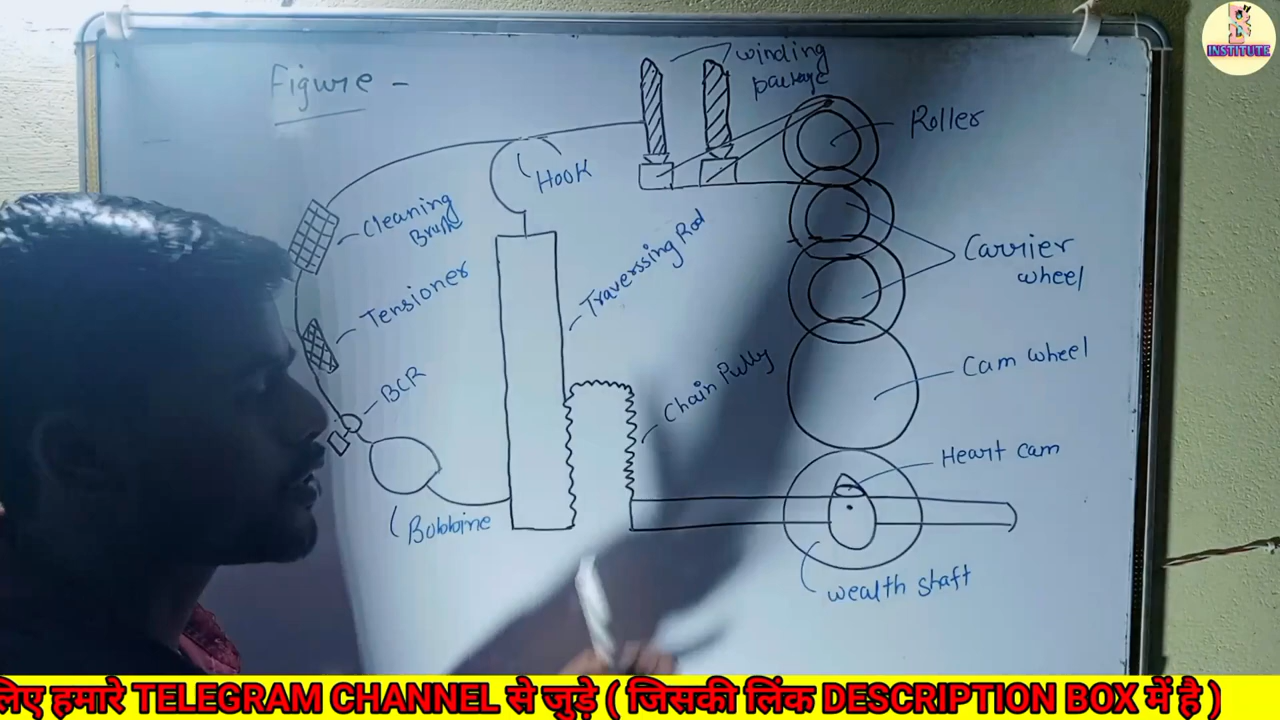 Figure -
winding
package
Roller
Hook
Cleaning
Brush
Traverssing Rod
Carrier
wheel
Tensioner
BCR
Chain Pully
Cam wheel
Heart cam
Bobbine
wealth shaft
INSTITUTE
लिए हमारे TELEGRAM CHANNEL से जुड़े ( जिसकी लिंक DESCRIPTION BOX में है )